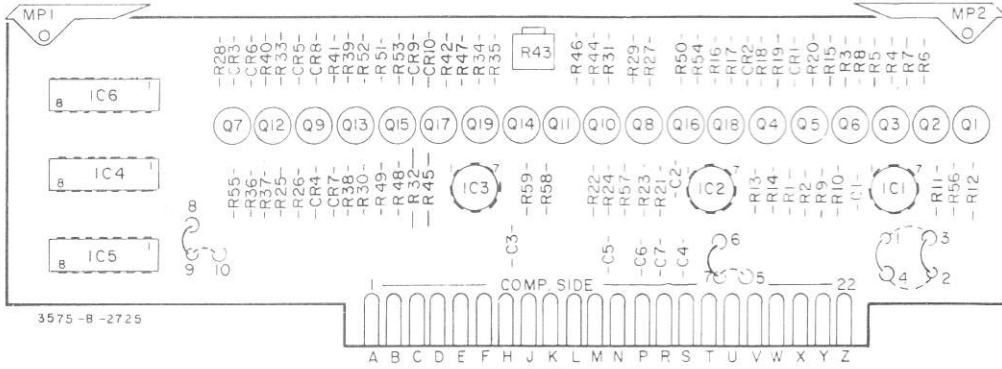 MP1
MP2
-R28-
-CR3-
-CR6-
-R40-
-R33-
-CR5-
-CR8-
-R41-
-R39-
-R52-
-R51-
-R53-
-CR9-
-CR10-
-R42-
-R47-
-R34-
-R35-
R43
-R46-
-R44-
-R31-
-R29-
-R27-
-R50-
-R54-
-R16-
-R17-
-CR2-
-R18-
-R19-
-CR1-
-R20-
-R15-
-R3-
-R8-
-R5-
-R4-
-R7-
-R6-
8 IC6 1
Q7 Q12 Q9 Q13 Q15 Q17 Q19 Q14 Q11 Q10 Q8 Q16 Q18 Q4 Q5 Q6 Q3 Q2 Q1
8 IC4 1
-R55-
-R36-
-R37-
-R25-
-R26-
-CR4-
-CR7-
-R38-
-R30-
-R49-
-R48-
-R32-
-R45-
IC3 7
-R59-
-R58-
-R22-
-R24-
-R57-
-R23-
-R21-
-C2-
IC2 7
-R13-
-R14-
-R1-
-R2-
-R9-
-R10-
-C1-
IC1 7
-R11-
-R56-
-R12-
8
9 10
8 IC5 1
-C3-
-C5-
-C6-
-C7-
-C4-
6
7 5
1 3
4 2
1 COMP. SIDE 22
3575-B-2725
A B C D E F H J K L M N P R S T U V W X Y Z